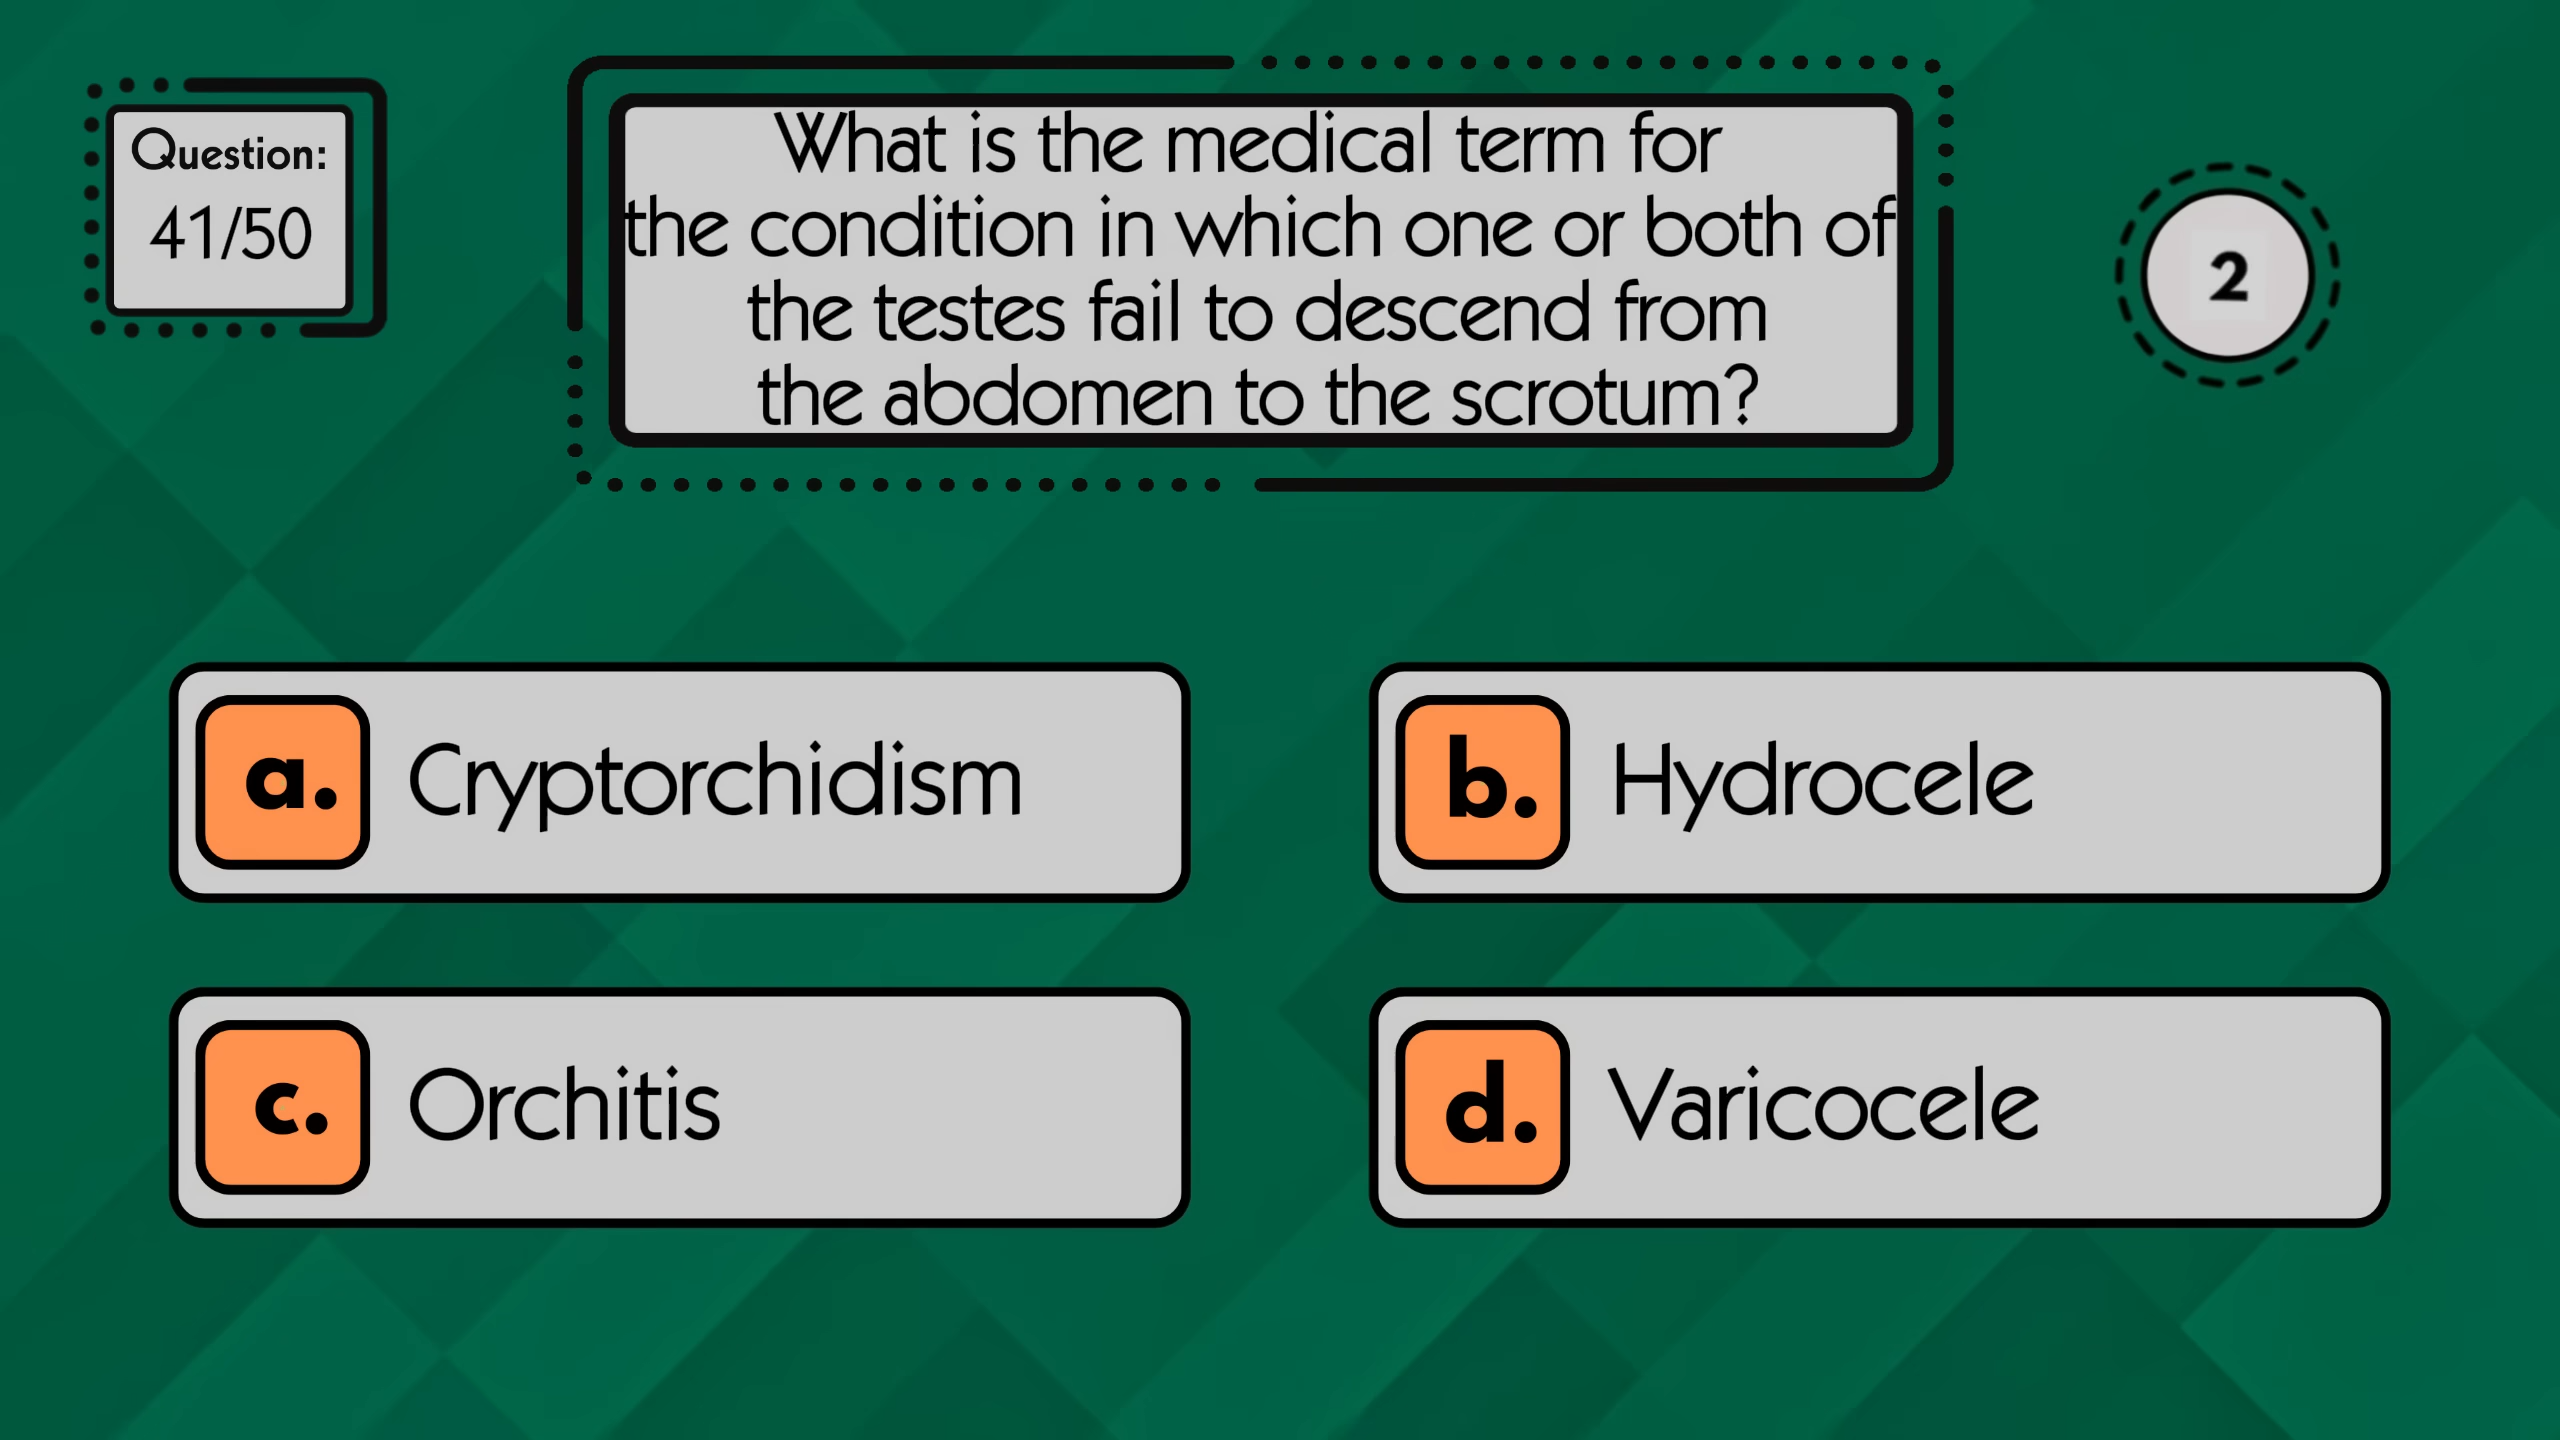 Question:
41/50
What is the medical term for
the condition in which one or both of
the testes fail to descend from
the abdomen to the scrotum?
2
a. Cryptorchidism
b. Hydrocele
c. Orchitis
d. Varicocele